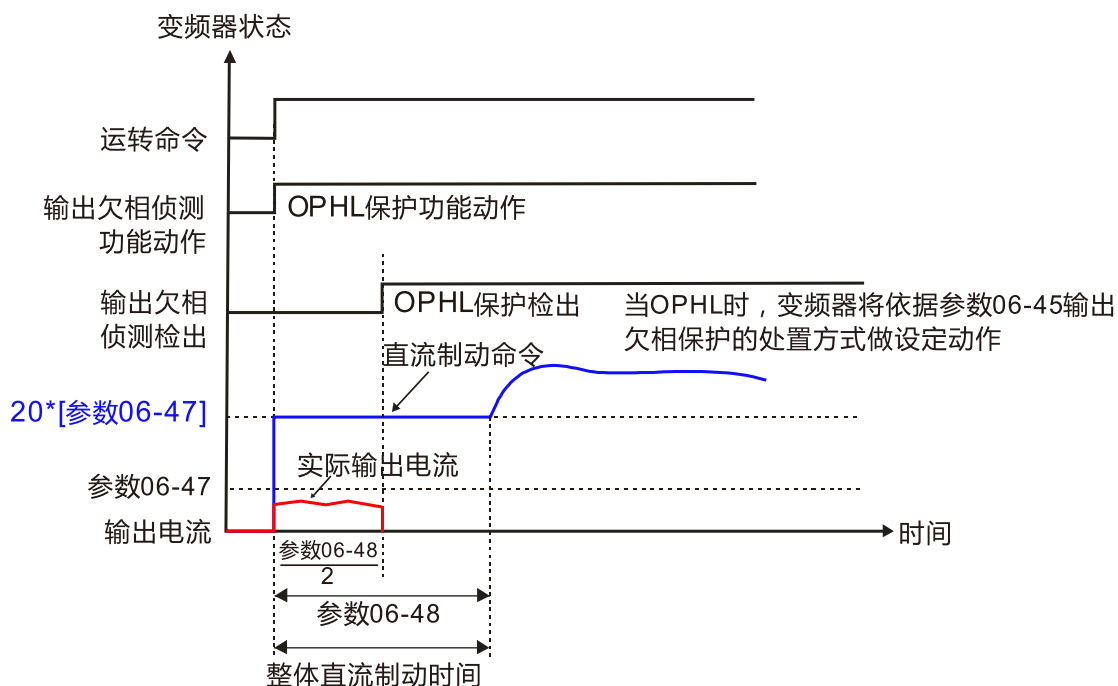 变频器状态
运转命令
输出欠相侦测
功能动作
OPHL保护功能动作
输出欠相
侦测检出
OPHL保护检出
当OPHL时，变频器将依据参数06-45输出
欠相保护的处置方式做设定动作
直流制动命令
20*[参数06-47]
实际输出电流
参数06-47
输出电流
时间
参数06-48
2
参数06-48
整体直流制动时间